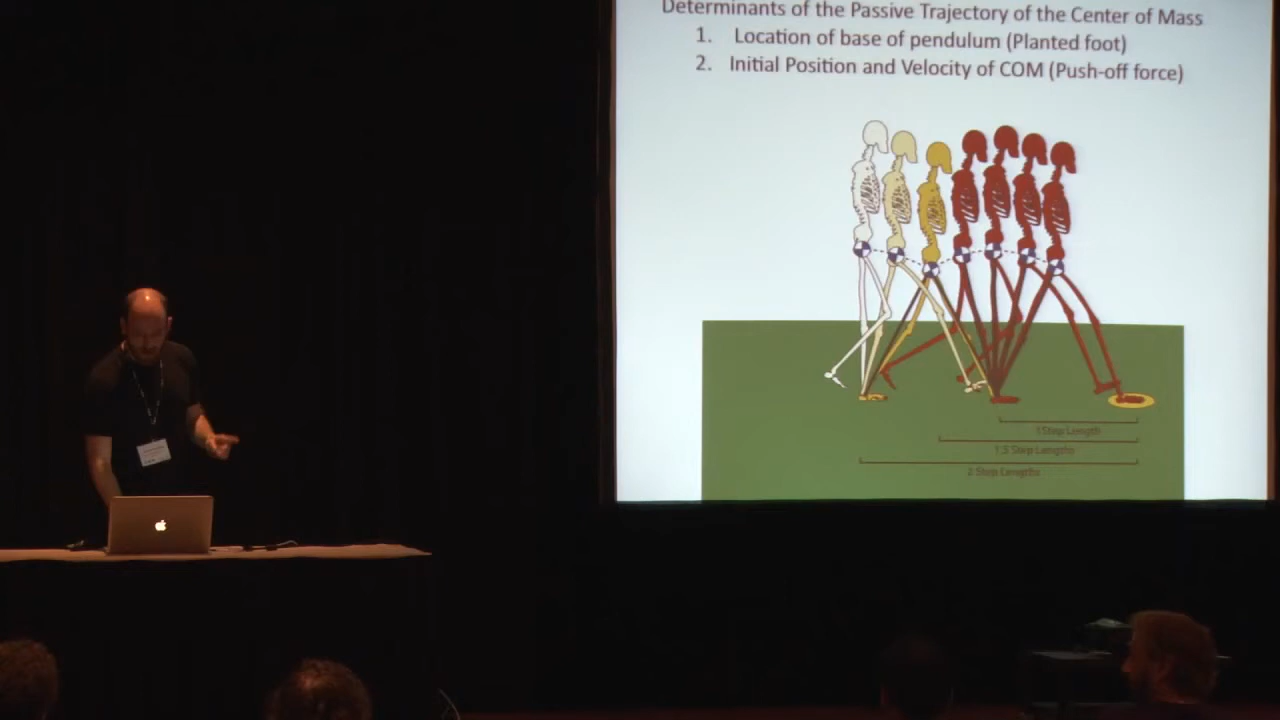 Determinants of the Passive Trajectory of the Center of Mass
1. Location of base of pendulum (Planted foot)
2. Initial Position and Velocity of COM (Push-off force)
1 Step Length
1.5 Step Lengths
2 Step Lengths